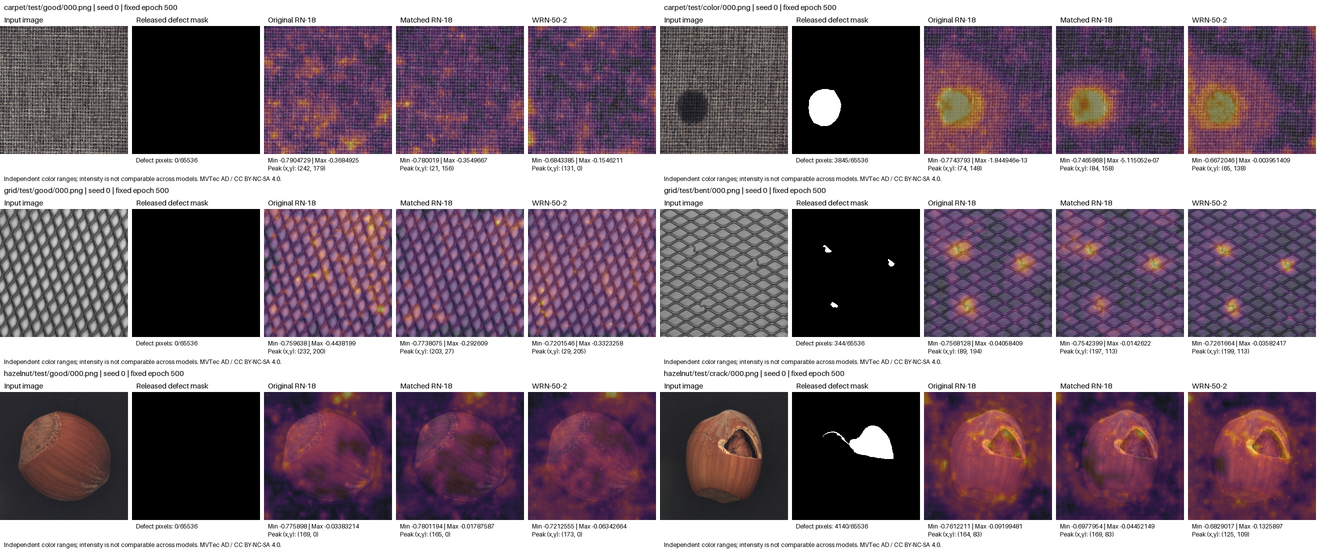 carpet/test/good/000.png | seed 0 | fixed epoch 500
Input image Released defect mask Original RN-18 Matched RN-18 WRN-50-2
Defect pixels: 0/65536 Min -0.7904729 | Max -0.3684925 Min -0.780019 | Max -0.3549667 Min -0.6843385 | Max -0.1546211
Peak (x,y): (242, 179) Peak (x,y): (21, 156) Peak (x,y): (131, 0)
Independent color ranges; intensity is not comparable across models. MVTec AD / CC BY-NC-SA 4.0.
carpet/test/color/000.png | seed 0 | fixed epoch 500
Input image Released defect mask Original RN-18 Matched RN-18 WRN-50-2
Defect pixels: 3845/65536 Min -0.7743793 | Max -1.844946e-13 Min -0.7465868 | Max -5.115052e-07 Min -0.6672046 | Max -0.003951409
Peak (x,y): (74, 148) Peak (x,y): (84, 158) Peak (x,y): (65, 138)
Independent color ranges; intensity is not comparable across models. MVTec AD / CC BY-NC-SA 4.0.
grid/test/good/000.png | seed 0 | fixed epoch 500
Input image Released defect mask Original RN-18 Matched RN-18 WRN-50-2
Defect pixels: 0/65536 Min -0.759638 | Max -0.4438199 Min -0.7738075 | Max -0.292609 Min -0.7201546 | Max -0.3323258
Peak (x,y): (232, 200) Peak (x,y): (203, 27) Peak (x,y): (29, 205)
Independent color ranges; intensity is not comparable across models. MVTec AD / CC BY-NC-SA 4.0.
grid/test/bent/000.png | seed 0 | fixed epoch 500
Input image Released defect mask Original RN-18 Matched RN-18 WRN-50-2
Defect pixels: 344/65536 Min -0.7568128 | Max -0.04058409 Min -0.7542399 | Max -0.0142622 Min -0.7261664 | Max -0.03582417
Peak (x,y): (89, 194) Peak (x,y): (197, 113) Peak (x,y): (199, 113)
Independent color ranges; intensity is not comparable across models. MVTec AD / CC BY-NC-SA 4.0.
hazelnut/test/good/000.png | seed 0 | fixed epoch 500
Input image Released defect mask Original RN-18 Matched RN-18 WRN-50-2
Defect pixels: 0/65536 Min -0.775898 | Max -0.03383214 Min -0.7801194 | Max -0.01787587 Min -0.7212555 | Max -0.06342664
Peak (x,y): (169, 0) Peak (x,y): (165, 0) Peak (x,y): (173, 0)
Independent color ranges; intensity is not comparable across models. MVTec AD / CC BY-NC-SA 4.0.
hazelnut/test/crack/000.png | seed 0 | fixed epoch 500
Input image Released defect mask Original RN-18 Matched RN-18 WRN-50-2
Defect pixels: 4140/65536 Min -0.7612211 | Max -0.09199481 Min -0.6977954 | Max -0.04452149 Min -0.6829017 | Max -0.1325897
Peak (x,y): (164, 83) Peak (x,y): (169, 83) Peak (x,y): (125, 109)
Independent color ranges; intensity is not comparable across models. MVTec AD / CC BY-NC-SA 4.0.